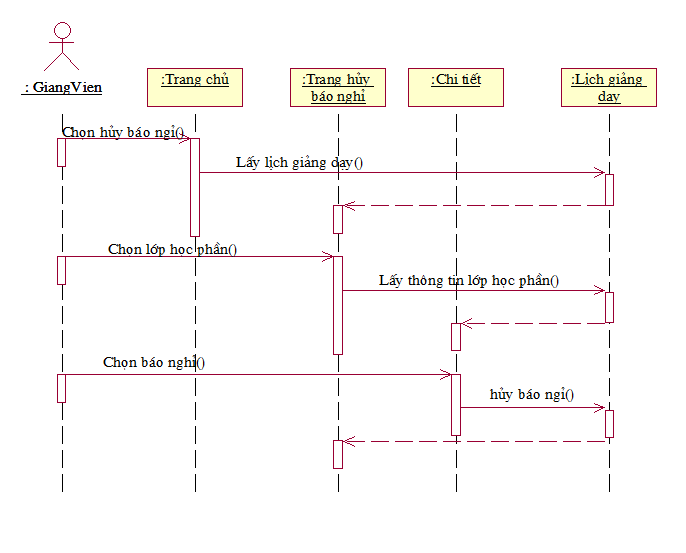 : GiangVien
:Trang chủ
:Trang hủy
báo nghỉ
:Chi tiết
:Lịch giảng
dạy
Chọn hủy báo ngỉ()
Lấy lịch giảng dạy()
Chọn lớp học phần()
Lấy thông tin lớp học phần()
Chọn báo nghỉ()
hủy báo ngỉ()